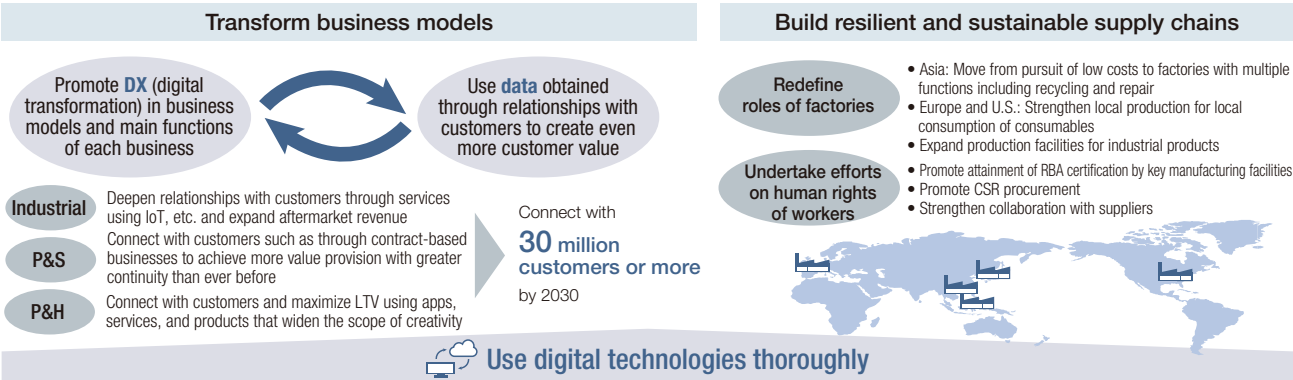 Transform business models
Promote DX (digital
transformation) in business
models and main functions
of each business
Use data obtained
through relationships with
customers to create even
more customer value
Industrial
Deepen relationships with customers through services
using IoT, etc. and expand aftermarket revenue
P&S
Connect with customers such as through contract-based
businesses to achieve more value provision with greater
continuity than ever before
P&H
Connect with customers and maximize LTV using apps,
services, and products that widen the scope of creativity
Connect with
30 million
customers or more
by 2030
Build resilient and sustainable supply chains
Redefine
roles of factories
• Asia: Move from pursuit of low costs to factories with multiple
functions including recycling and repair
• Europe and U.S.: Strengthen local production for local
consumption of consumables
• Expand production facilities for industrial products
Undertake efforts
on human rights
of workers
• Promote attainment of RBA certification by key manufacturing facilities
• Promote CSR procurement
• Strengthen collaboration with suppliers
Use digital technologies thoroughly